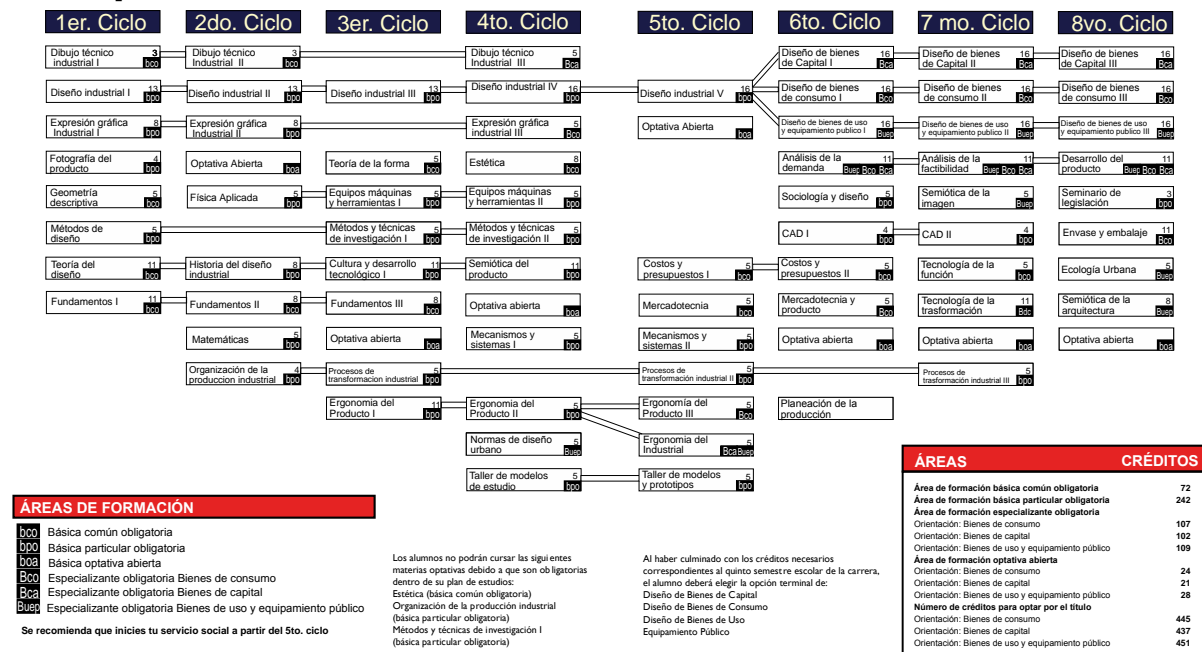 1er. Ciclo
2do. Ciclo
3er. Ciclo
4to. Ciclo
5to. Ciclo
6to. Ciclo
7 mo. Ciclo
8vo. Ciclo
Dibujo técnico 3
industrial I bco
Dibujo técnico 3
Industrial II bco
Dibujo técnico 5
Industrial III Bca
Diseño de bienes 16
de Capital I Bca
Diseño de bienes 16
de Capital II Bca
Diseño de bienes 16
de Capital III Bca
Diseño industrial I 13
bpo
Diseño industrial II 13
bpo
Diseño industrial III 13
bpo
Diseño industrial IV 16
bpo
Diseño industrial V 16
bpo
Diseño de bienes 16
de consumo I Bco
Diseño de bienes 16
de consumo II Bco
Diseño de bienes 16
de consumo III Bco
Expresión gráfica 8
Industrial I bpo
Expresión gráfica 8
Industrial II bpo
Expresión gráfica 5
industrial III Bco
Optativa Abierta boa
Diseño de bienes de uso 16
y equipamiento publico I Buep
Diseño de bienes de uso 16
y equipamiento publico II Buep
Diseño de bienes de uso 16
y equipamiento publico III Buep
Fotografía del 4
producto bpo
Optativa Abierta boa
Teoría de la forma 5
bco
Estética 8
bco
Análisis de la 11
demanda Buep Bco Bca
Análisis de la 11
factibilidad Buep Bco Bca
Desarrollo del 11
producto Buep Bco Bca
Geometría 5
descriptiva bco
Física Aplicada 5
bpo
Equipos máquinas 5
y herramientas I bpo
Equipos máquinas 5
y herramientas II bpo
Sociología y diseño 5
bpo
Semiótica de la 5
imagen Buep
Seminario de 3
legislación bpo
Métodos de 5
diseño bpo
Métodos y técnicas 5
de investigación I bpo
Métodos y técnicas 5
de investigación II bpo
CAD I 4
bpo
CAD II 4
bpo
Envase y embalaje 11
Bco
Teoría del 11
diseño bco
Historia del diseño 8
industrial bpo
Cultura y desarrollo 11
tecnológico I bpo
Semiótica del 11
producto bpo
Costos y 5
presupuestos I bco
Costos y 5
presupuestos II bco
Tecnología de la 5
función bco
Ecología Urbana 5
Buep
Fundamentos I 11
bco
Fundamentos II 8
bco
Fundamentos III 8
bco
Optativa abierta boa
Mercadotecnia 5
bco
Mercadotecnia y 5
producto Bco
Tecnología de la 11
trasformación Bdc
Semiótica de la 8
arquitectura Buep
Matemáticas 5
bpo
Optativa abierta boa
Mecanismos y 5
sistemas I bpo
Mecanismos y 5
sistemas II bpo
Optativa abierta boa
Optativa abierta boa
Optativa abierta boa
Organización de la 4
produccion industrial bpo
Procesos de 5
transformacion industrial bpo
Procesos de 5
transformación industrial II bpo
Procesos de 5
trasformación industrial III bpo
Ergonomia del 11
Producto I bpo
Ergonomia del 5
Producto II bpo
Ergonomía del 5
Producto III Bco
Planeación de la
producción
Normas de diseño 5
urbano Buep
Ergonomia del 5
Industrial Bca Buep
Taller de modelos 5
de estudio bpo
Taller de modelos 5
y prototipos bpo
ÁREAS DE FORMACIÓN
bco Básica común obligatoria
bpo Básica particular obligatoria
boa Básica optativa abierta
Bco Especializante obligatoria Bienes de consumo
Bca Especializante obligatoria Bienes de capital
Buep Especializante obligatoria Bienes de uso y equipamiento público
Se recomienda que inicies tu servicio social a partir del 5to. ciclo
Los alumnos no podrán cursar las siguientes
materias optativas debido a que son obligatorias
dentro de su plan de estudios:
Estética (básica común obligatoria)
Organización de la producción industrial
(básica particular obligatoria)
Métodos y técnicas de investigación I
(básica particular obligatoria)
Al haber culminado con los créditos necesarios
correspondientes al quinto semestre escolar de la carrera,
el alumno deberá elegir la opción terminal de:
Diseño de Bienes de Capital
Diseño de Bienes de Consumo
Diseño de Bienes de Uso
Equipamiento Público
ÁREAS CRÉDITOS
Área de formación básica común obligatoria 72
Área de formación básica particular obligatoria 242
Área de formación especializante obligatoria
Orientación: Bienes de consumo 107
Orientación: Bienes de capital 102
Orientación: Bienes de uso y equipamiento público 109
Área de formación optativa abierta
Orientación: Bienes de consumo 24
Orientación: Bienes de capital 21
Orientación: Bienes de uso y equipamiento público 28
Número de créditos para optar por el título
Orientación: Bienes de consumo 445
Orientación: Bienes de capital 437
Orientación: Bienes de uso y equipamiento público 451